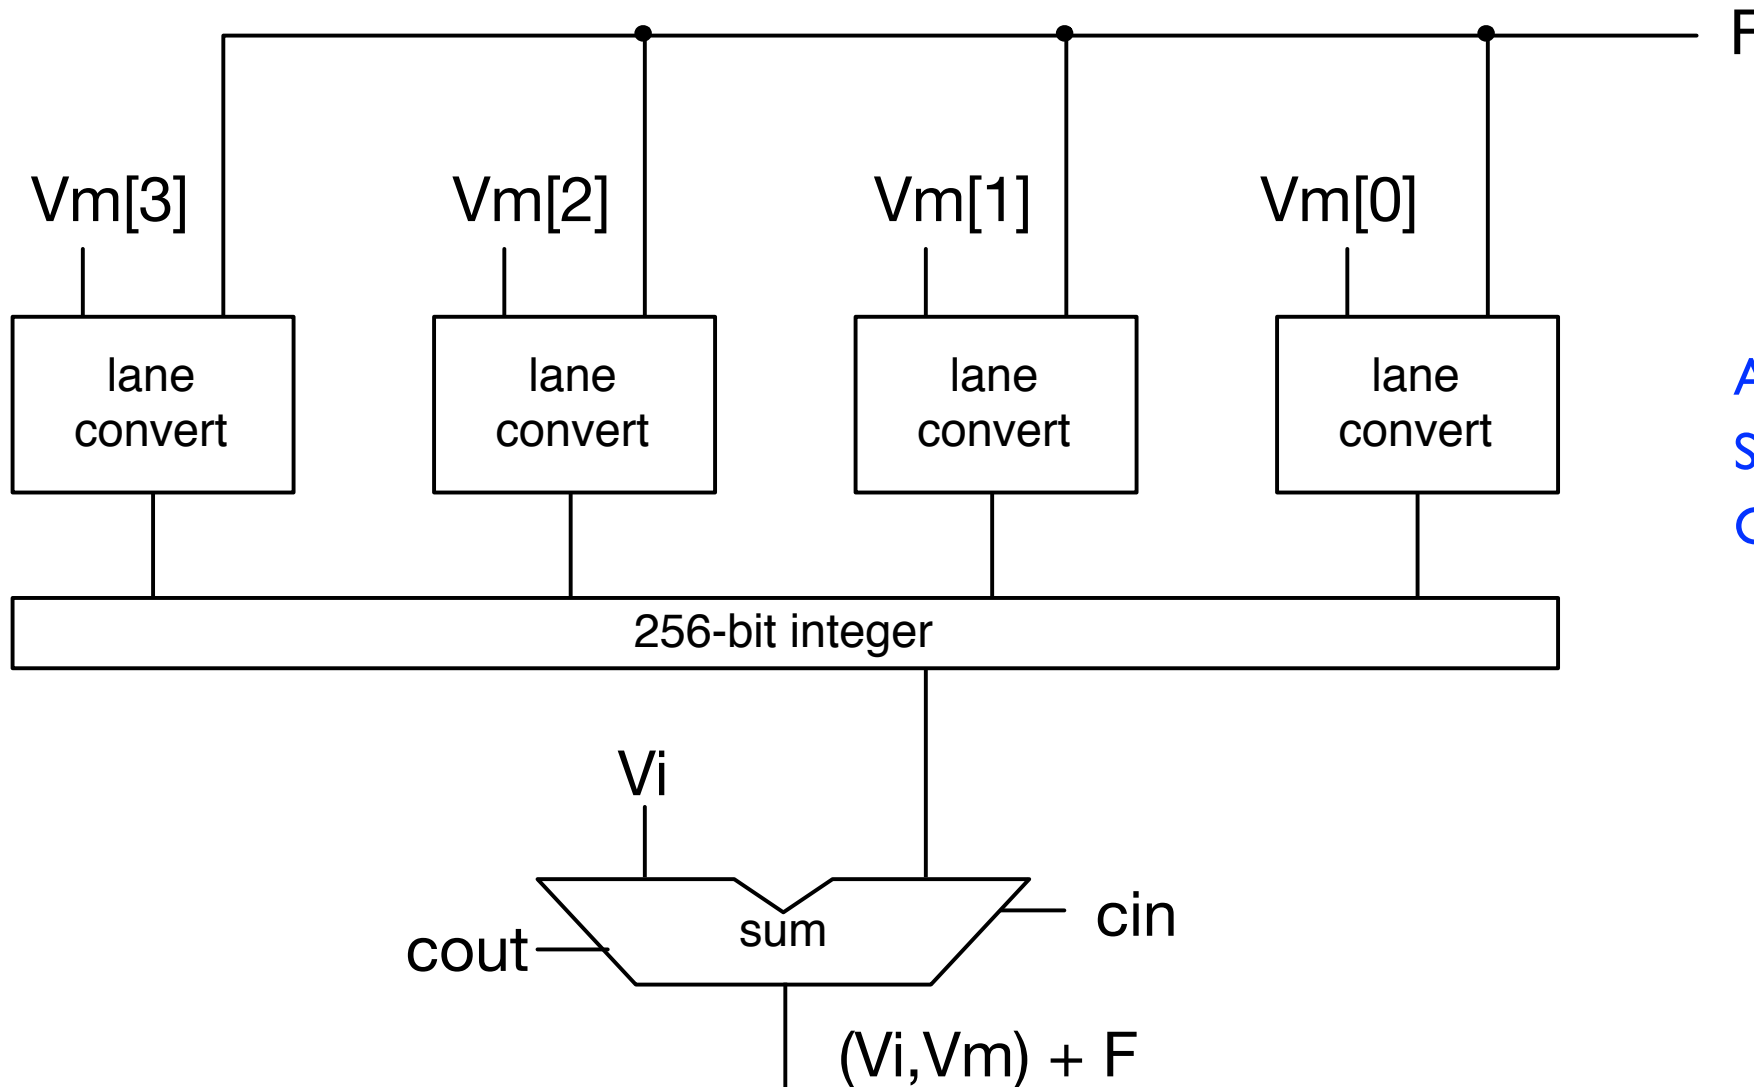 F
Vm[3] Vm[2] Vm[1] Vm[0]
lane convert
lane convert
lane convert
lane convert
256-bit integer
Vi
sum
cin
cout
(Vi,Vm) + F